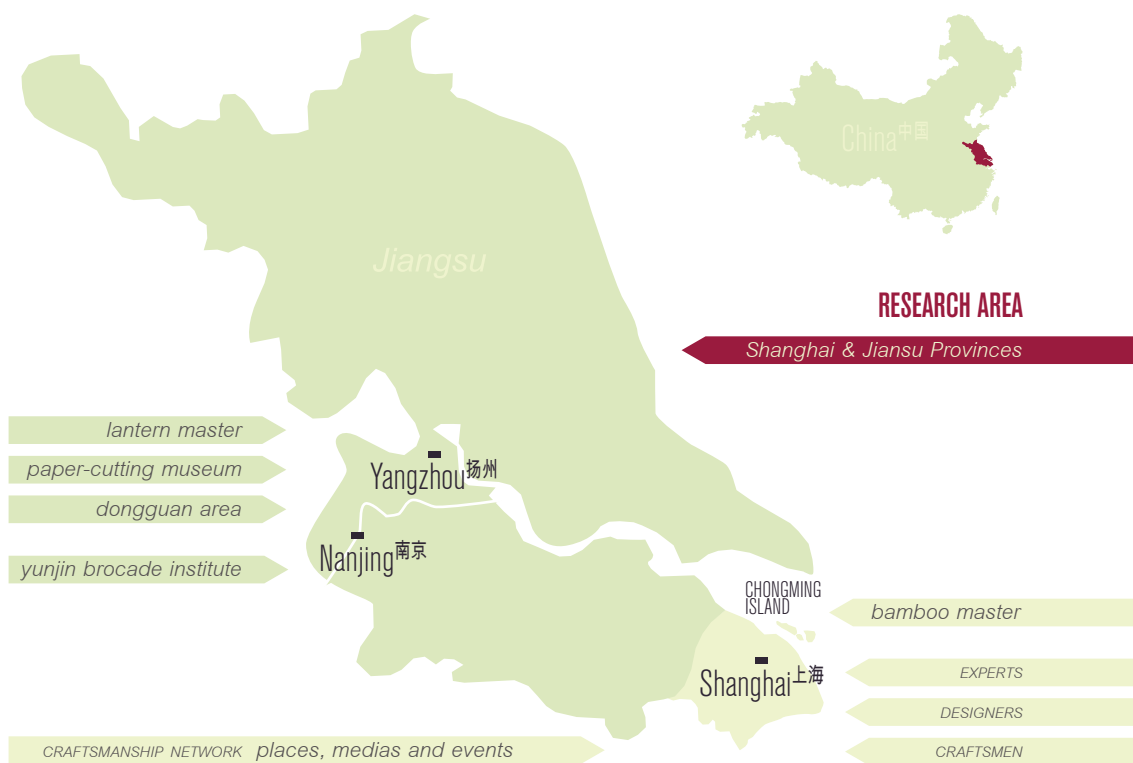 China中国
Jiangsu
RESEARCH AREA
Shanghai & Jiansu Provinces
lantern master
paper-cutting museum
dongguan area
yunjin brocade institute
Yangzhou扬州
Nanjing南京
CHONGMING
ISLAND
bamboo master
Shanghai上海
EXPERTS
DESIGNERS
CRAFTSMEN
CRAFTSMANSHIP NETWORK places, medias and events